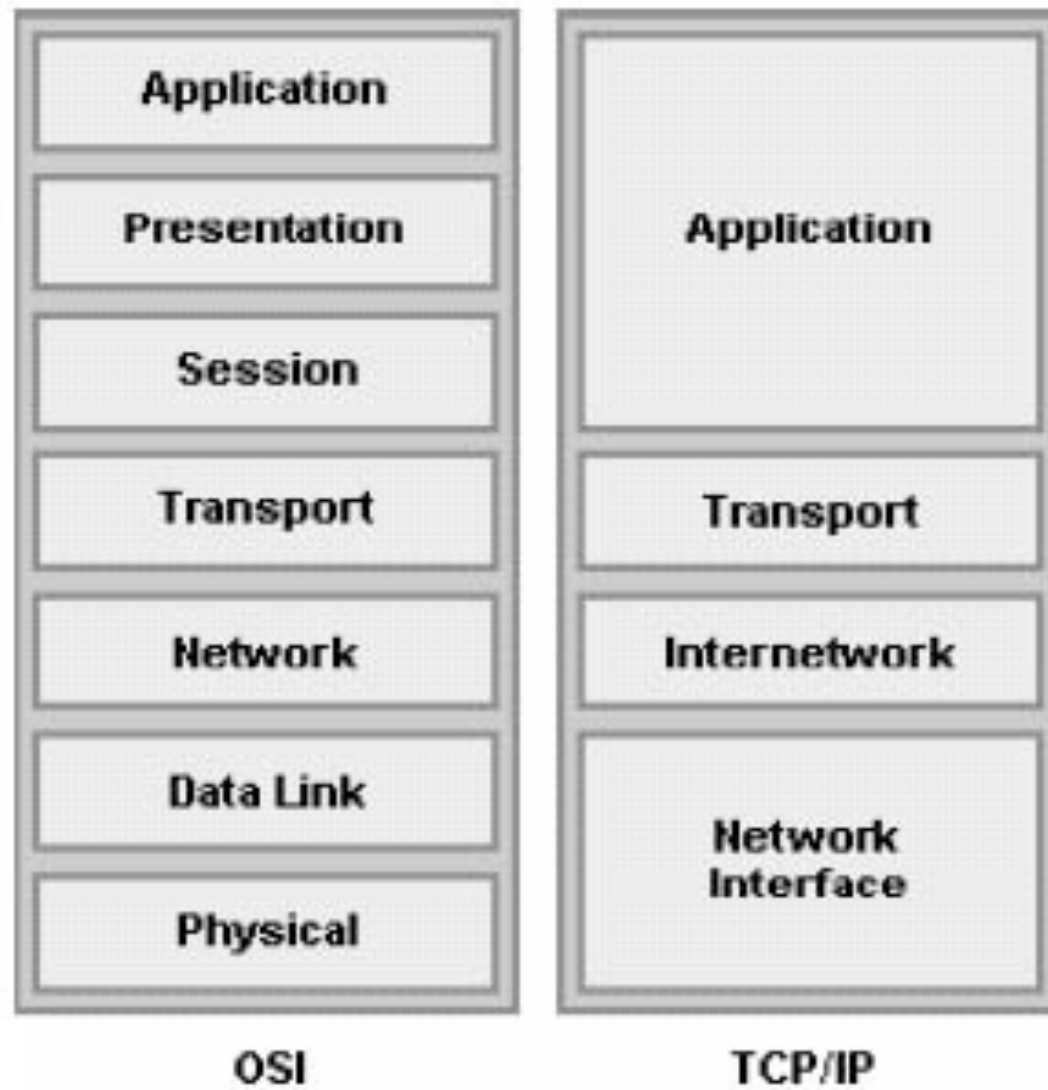 Application
Presentation
Session
Transport
Network
Data Link
Physical
OSI
Application
Transport
Internetwork
Network
Interface
TCP/IP